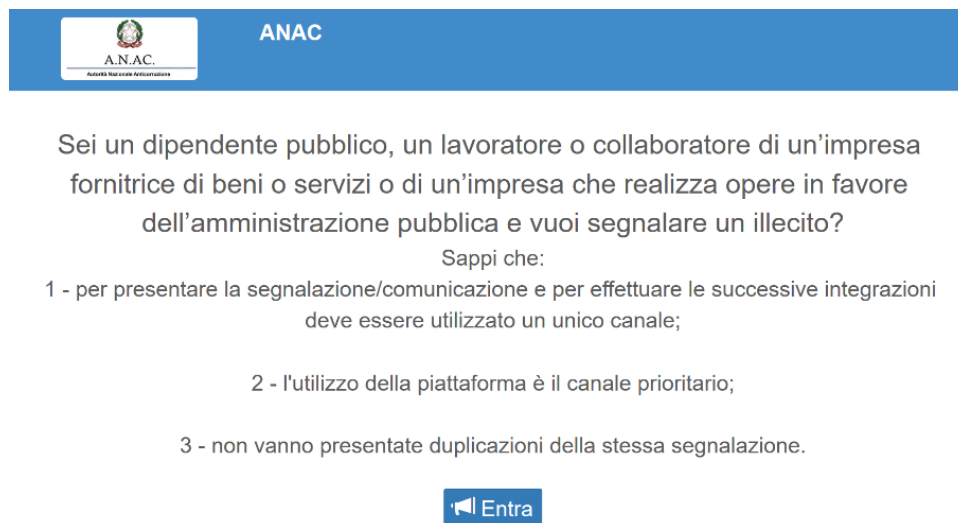 ANAC
A.N.AC.
Autorità Nazionale Anticorruzione
Sei un dipendente pubblico, un lavoratore o collaboratore di un’impresa
fornitrice di beni o servizi o di un’impresa che realizza opere in favore
dell’amministrazione pubblica e vuoi segnalare un illecito?
Sappi che:
1 - per presentare la segnalazione/comunicazione e per effettuare le successive integrazioni
deve essere utilizzato un unico canale;
2 - l'utilizzo della piattaforma è il canale prioritario;
3 - non vanno presentate duplicazioni della stessa segnalazione.
Entra